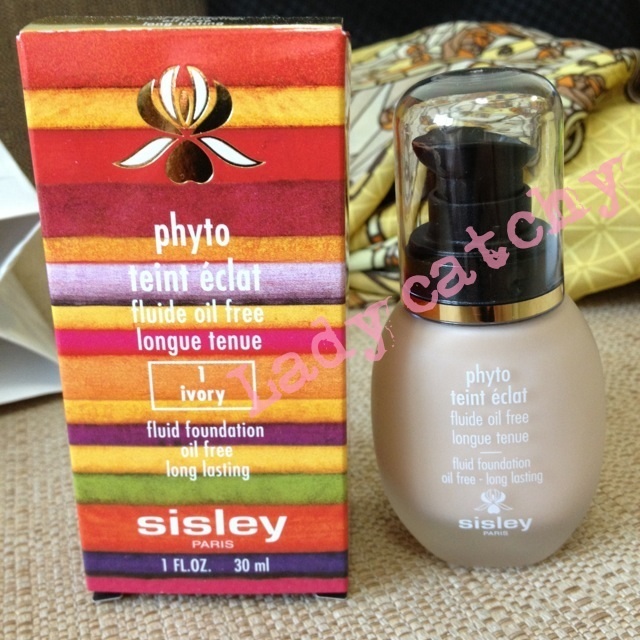 long lasting
phyto
teint éclat
fluide oil free
longue tenue
1
ivory
fluid foundation
oil free
long lasting
sisley
PARIS
1 FL.OZ. 30 ml
phyto
teint éclat
fluide oil free
longue tenue
fluid foundation
oil free - long lasting
sisley
PARIS
Ladycatchy